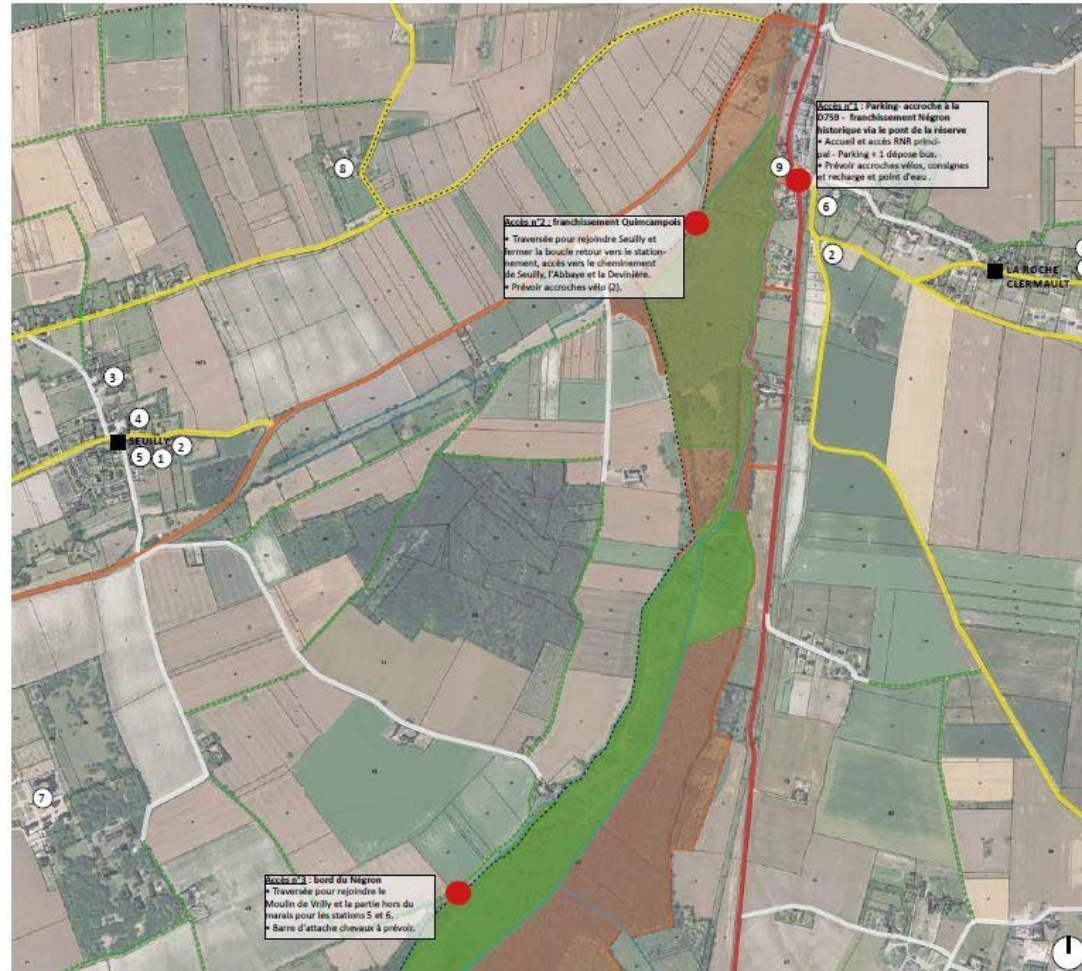 Accès n°1 : Parking- accroche à la
D759 - franchissement Négron
historique via le pont de la réserve
• Accueil et accès RNR princi-
pal - Parking + 1 dépose bus.
• Prévoir accroches vélos, consignes
et recharge et point d'eau .
9
8
6
Accès n°2 : franchissement Quimcampois
• Traversée pour rejoindre Seuilly et
fermer la boucle retour vers le station-
nement, accès vers le cheminement
de Seuilly, l'Abbaye et la Devinière.
• Prévoir accroches vélo (2).
2
LA ROCHE
CLERMAULT
3
4
SEUILLY
2
5
1
7
Accès n°3 : bord du Négron
• Traversée pour rejoindre le
Moulin de Vrilly et la partie hors du
marais pour les stations 5 et 6.
• Barre d'attache chevaux à prévoir.